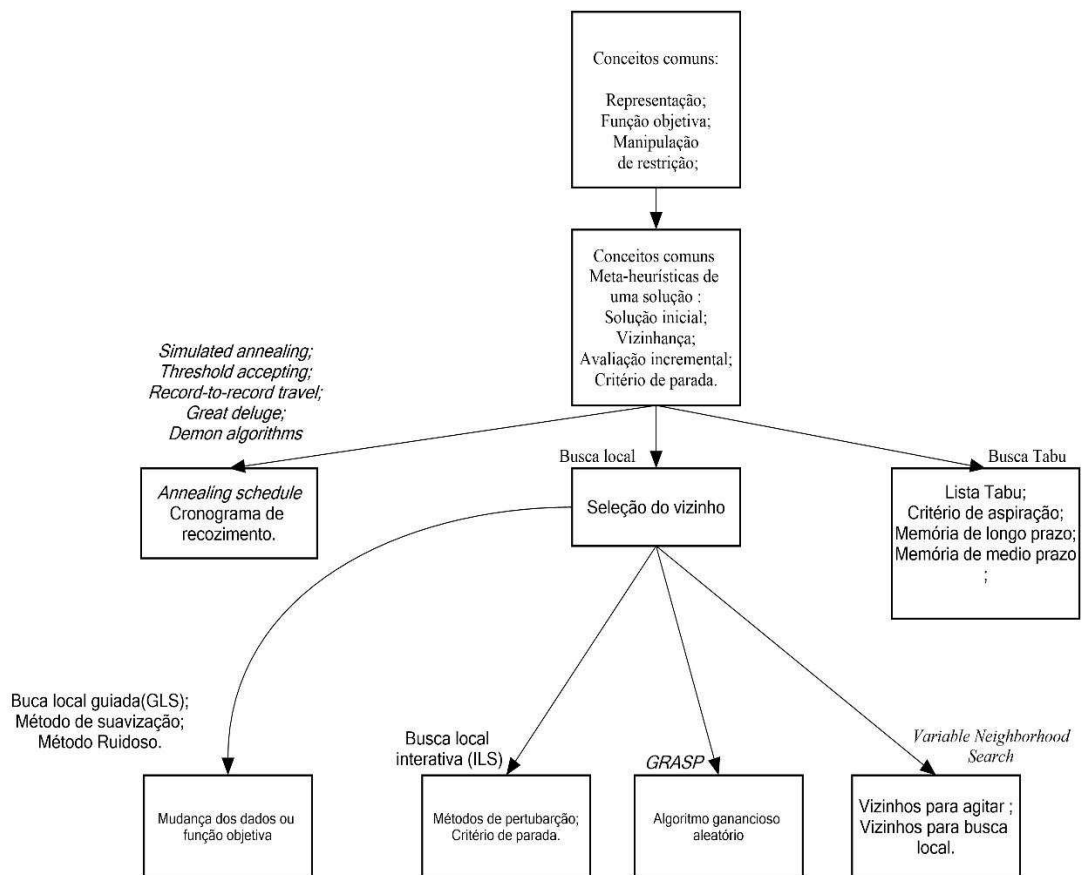 Conceitos comuns:
Representação;
Função objetiva;
Manipulação
de restrição;
Conceitos comuns
Meta-heurísticas de
uma solução :
Solução inicial;
Vizinhança;
Avaliação incremental;
Critério de parada.
Simulated annealing;
Threshold accepting;
Record-to-record travel;
Great deluge;
Demon algorithms
Annealing schedule
Cronograma de
recozimento.
Busca local
Seleção do vizinho
Busca Tabu
Lista Tabu;
Critério de aspiração;
Memória de longo prazo;
Memória de medio prazo
;
Buca local guiada(GLS);
Método de suavização;
Método Ruidoso.
Mudança dos dados ou
função objetiva
Busca local
interativa (ILS)
Métodos de pertubarção;
Critério de parada.
GRASP
Algoritmo ganancioso
aleatório
Variable Neighborhood
Search
Vizinhos para agitar ;
Vizinhos para busca
local.